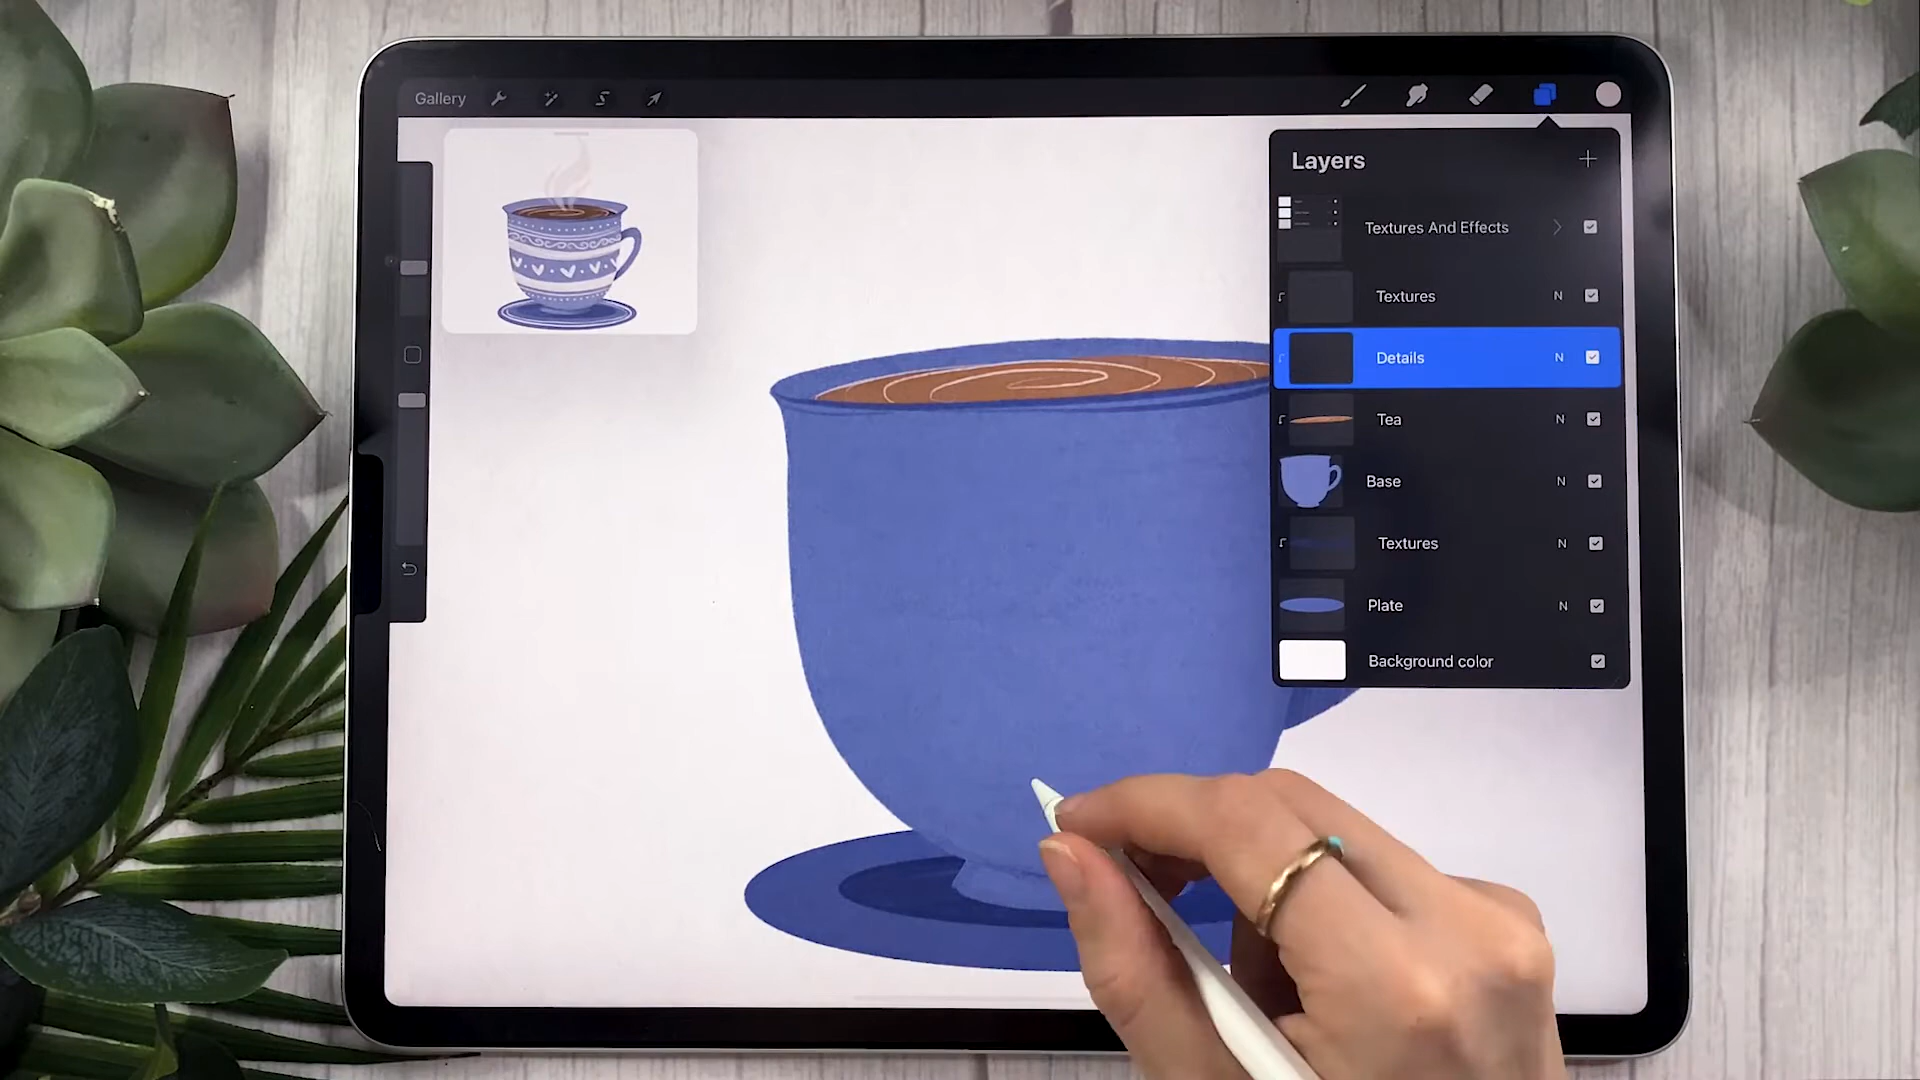 Gallery
Layers
Textures And Effects
Textures N
Details N
Tea N
Base N
Textures N
Plate N
Background color